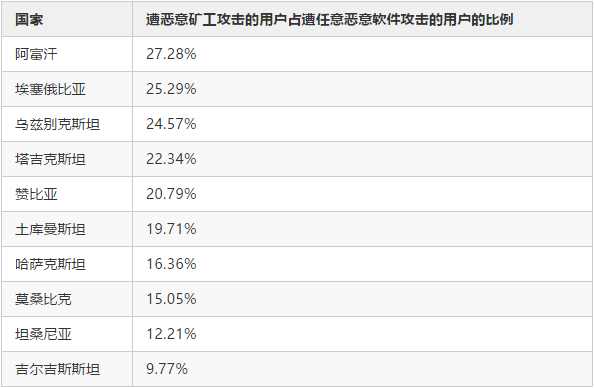 国家 遭恶意矿工攻击的用户占遭任意恶意软件攻击的用户的比例
阿富汗 27.28%
埃塞俄比亚 25.29%
乌兹别克斯坦 24.57%
塔吉克斯坦 22.34%
赞比亚 20.79%
土库曼斯坦 19.71%
哈萨克斯坦 16.36%
莫桑比克 15.05%
坦桑尼亚 12.21%
吉尔吉斯斯坦 9.77%